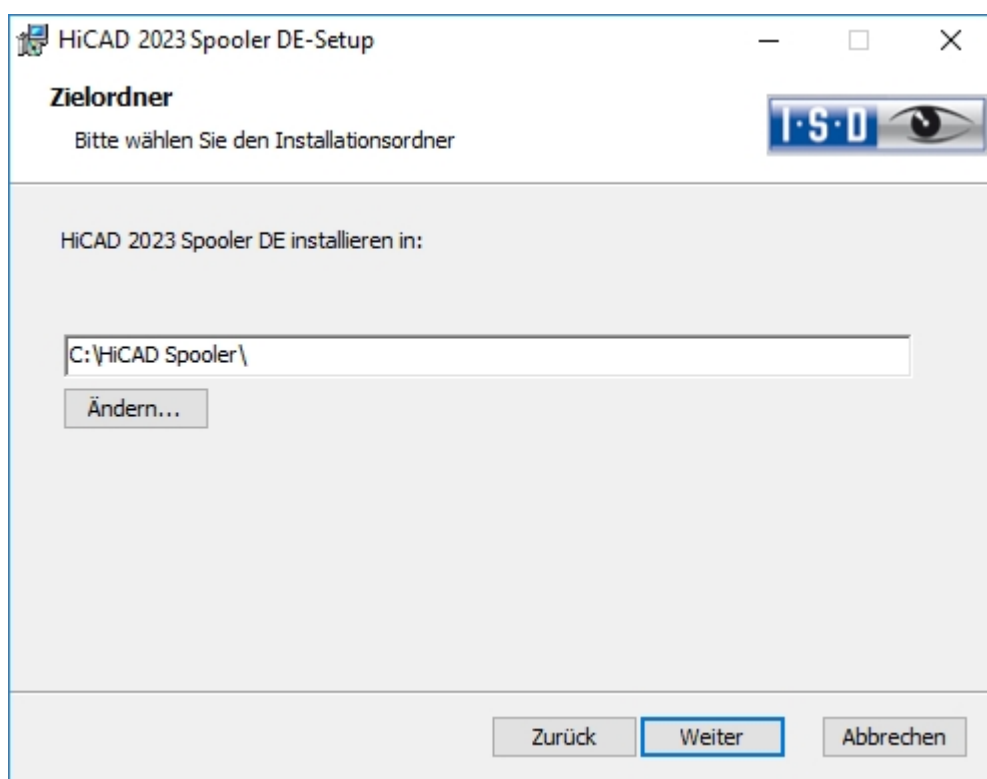 HiCAD 2023 Spooler DE-Setup
Zielordner
Bitte wählen Sie den Installationsordner
I·S·D
HiCAD 2023 Spooler DE installieren in:
C:\HiCAD Spooler\
Ändern...
Zurück Weiter Abbrechen